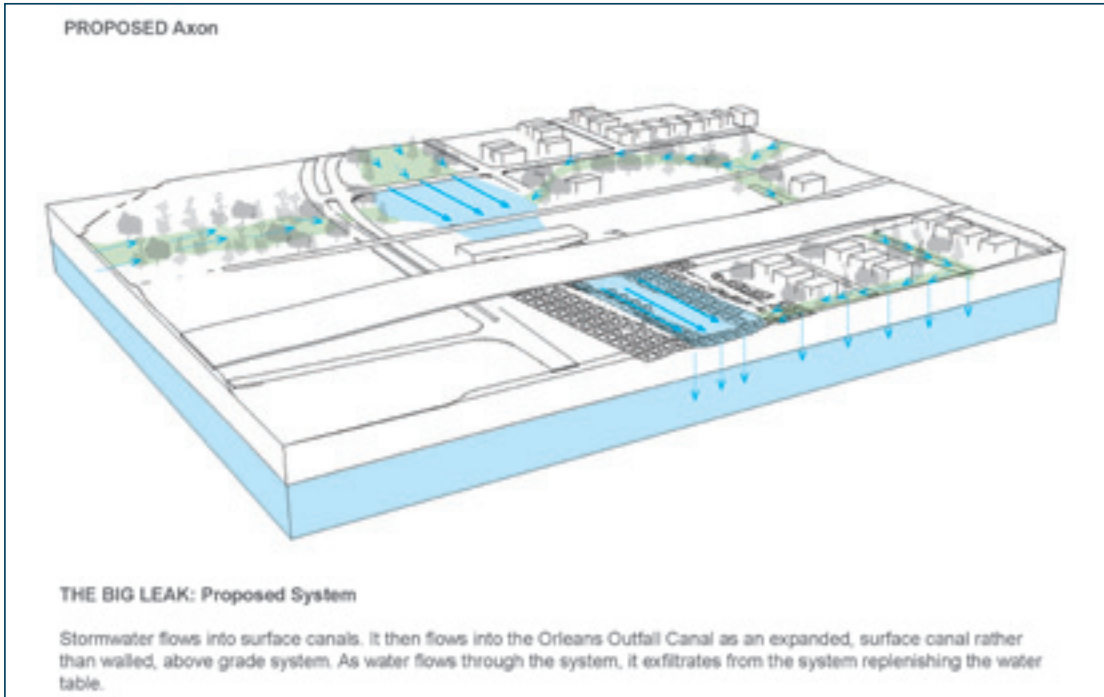 PROPOSED Axon
THE BIG LEAK: Proposed System
Stormwater flows into surface canals. It then flows into the Orleans Outfall Canal as an expanded, surface canal rather
than walled, above grade system. As water flows through the system, it exfiltrates from the system replenishing the water
table.